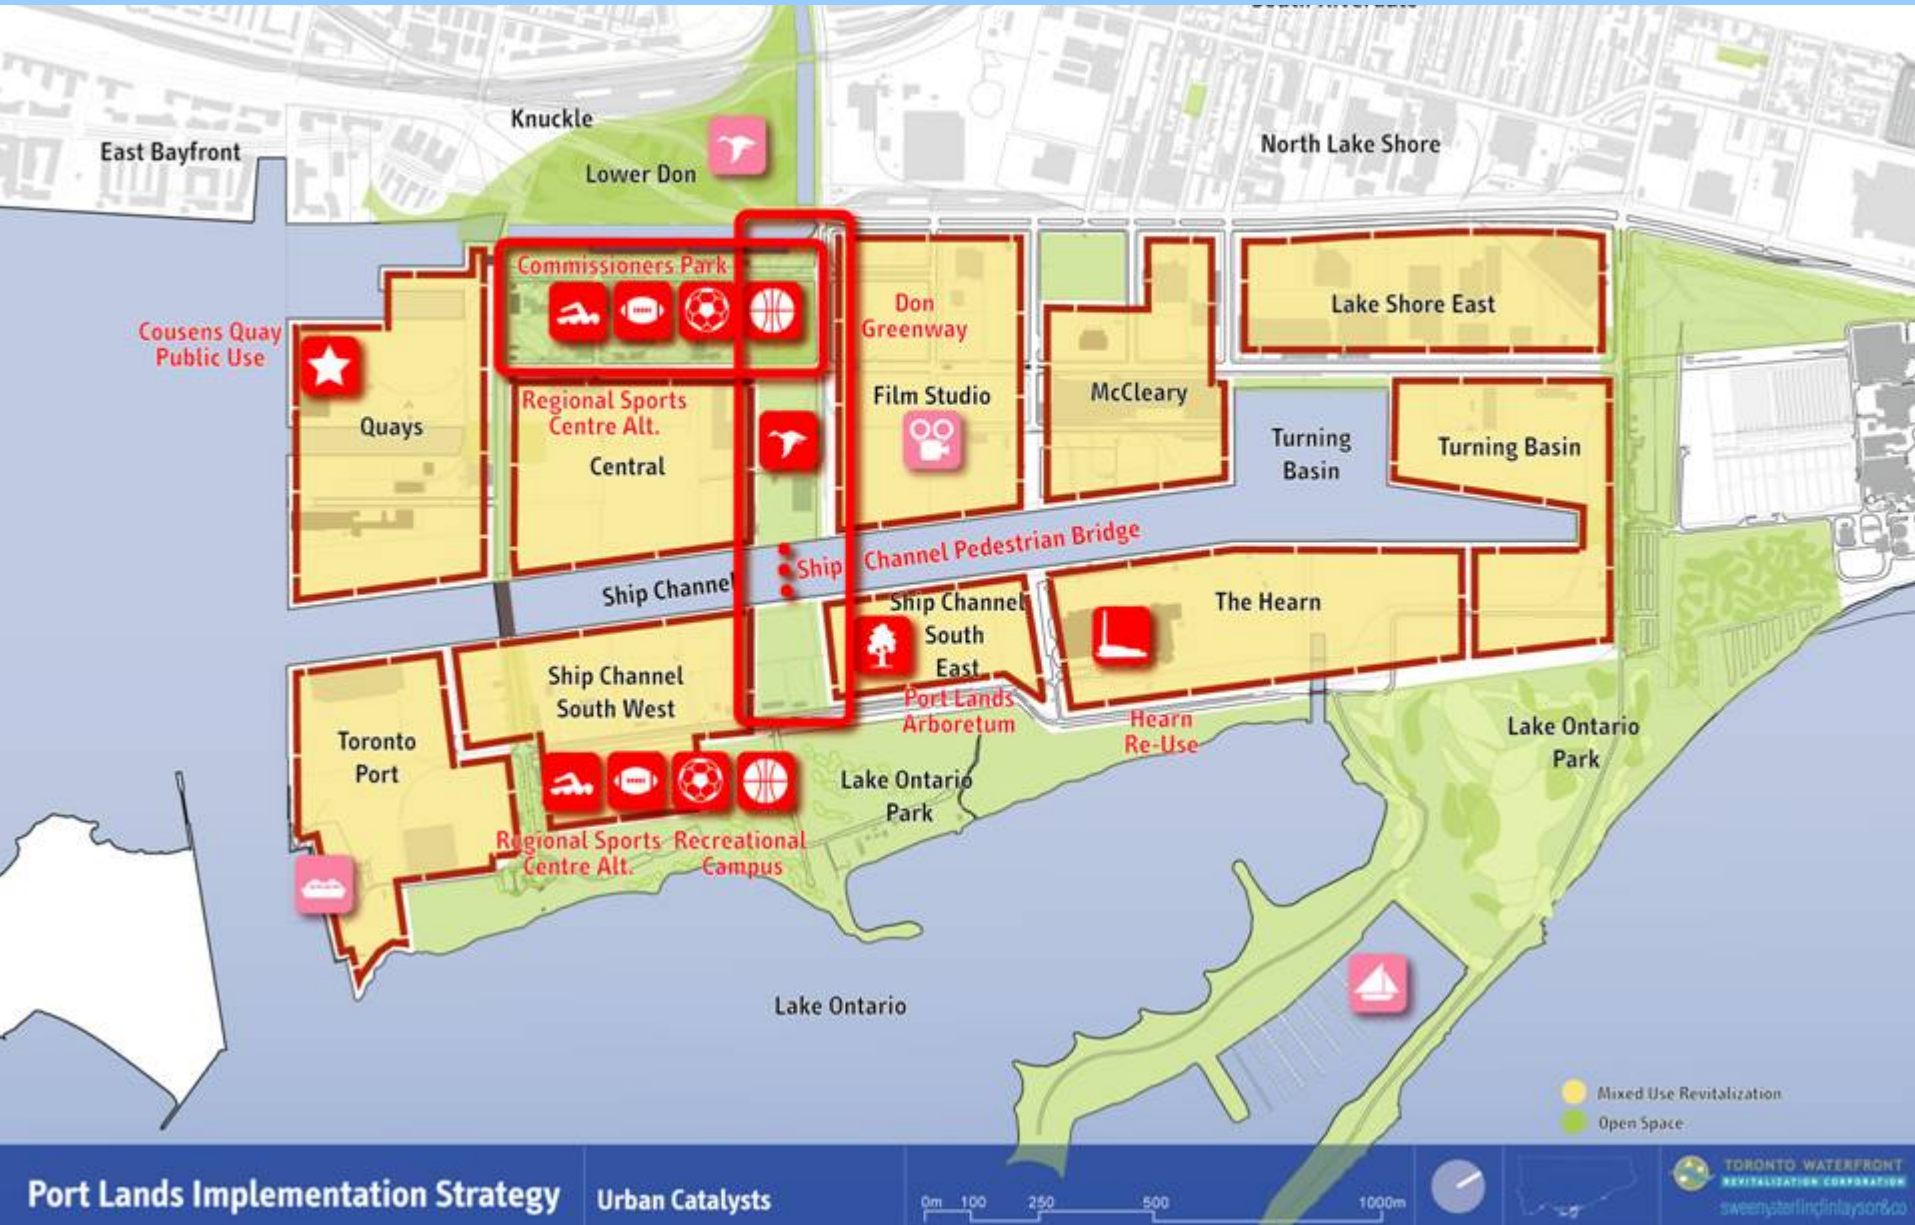 Knuckle
East Bayfront
Lower Don
North Lake Shore
Commissioners Park
Cousens Quay
Public Use
Don
Greenway
Lake Shore East
Regional Sports
Centre Alt.
Film Studio
McCleary
Quays
Central
Turning
Basin
Turning Basin
Ship Channel Pedestrian Bridge
Ship Channel
Ship Channel
South
East
The Hearn
Ship Channel
South West
Port Lands
Arboretum
Hearn
Re-Use
Toronto
Port
Lake Ontario
Park
Lake Ontario
Park
Regional Sports
Centre Alt.
Recreational
Campus
Lake Ontario
Mixed Use Revitalization
Open Space
Port Lands Implementation Strategy
Urban Catalysts
0m 100 250 500 1000m
TORONTO WATERFRONT
REVITALIZATION CORPORATION
sweenysterlingfinlayson&co